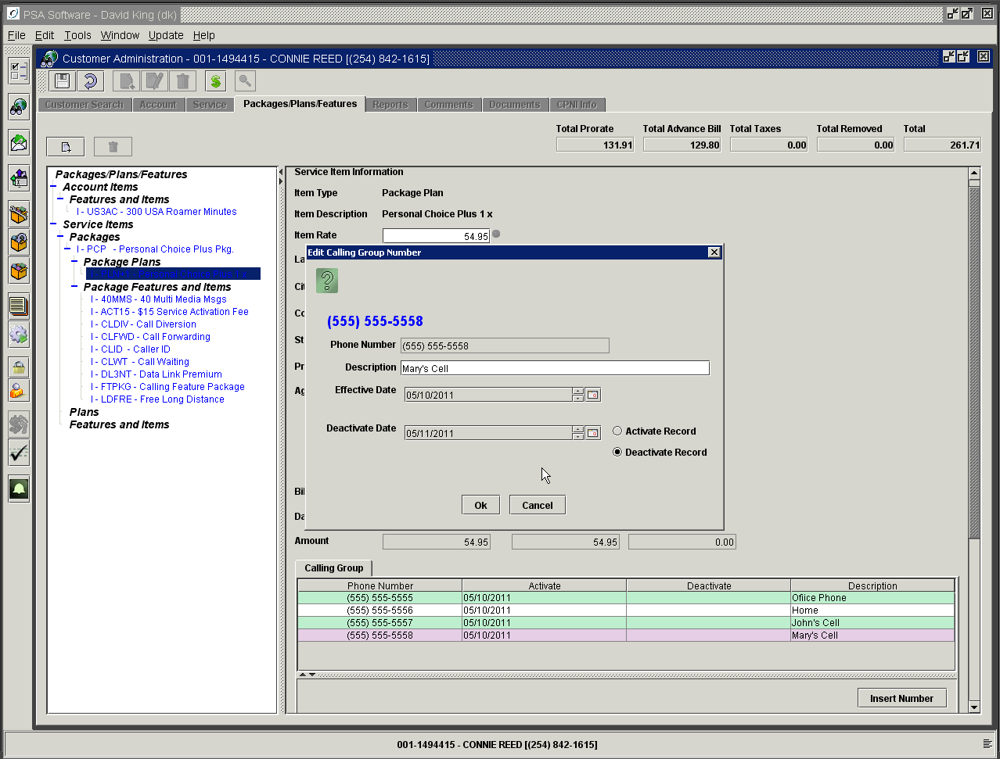 PSA Software - David King (dk)
File Edit Tools Window Update Help
Customer Administration - 001-1494415 - CONNIE REED [(254) 842-1615]
Customer Search Account Service Packages/Plans/Features Reports Comments Documents CPNI Info
Total Prorate Total Advance Bill Total Taxes Total Removed Total
131.91 129.80 0.00 0.00 261.71
Packages/Plans/Features
Account Items
Features and Items
I - US3AC - 300 USA Roamer Minutes
Service Items
Packages
I - PCP - Personal Choice Plus Pkg.
Package Plans
Package Features and Items
I - 40MMS - 40 Multi Media Msgs
I - ACT15 - $15 Service Activation Fee
I - CLDIV - Call Diversion
I - CLFWD - Call Forwarding
I - CLID - Caller ID
I - CLWT - Call Waiting
I - DL3NT - Data Link Premium
I - FTPKG - Calling Feature Package
I - LDFRE - Free Long Distance
Plans
Features and Items
Service Item Information
Item Type Package Plan
Item Description Personal Choice Plus 1 x
Item Rate 54.95
La
Cit
Co
St
Pr
Ag
Bil
Da
Edit Calling Group Number
(555) 555-5558
Phone Number (555) 555-5558
Description Mary's Cell
Effective Date 05/10/2011
Deactivate Date 05/11/2011
Activate Record
Deactivate Record
Ok Cancel
Amount 54.95 54.95 0.00
Calling Group
Phone Number Activate Deactivate Description
(555) 555-5555 05/10/2011 Ofiice Phone
(555) 555-5556 05/10/2011 Home
(555) 555-5557 05/10/2011 John's Cell
(555) 555-5558 05/10/2011 Mary's Cell
Insert Number
001-1494415 - CONNIE REED [(254) 842-1615]